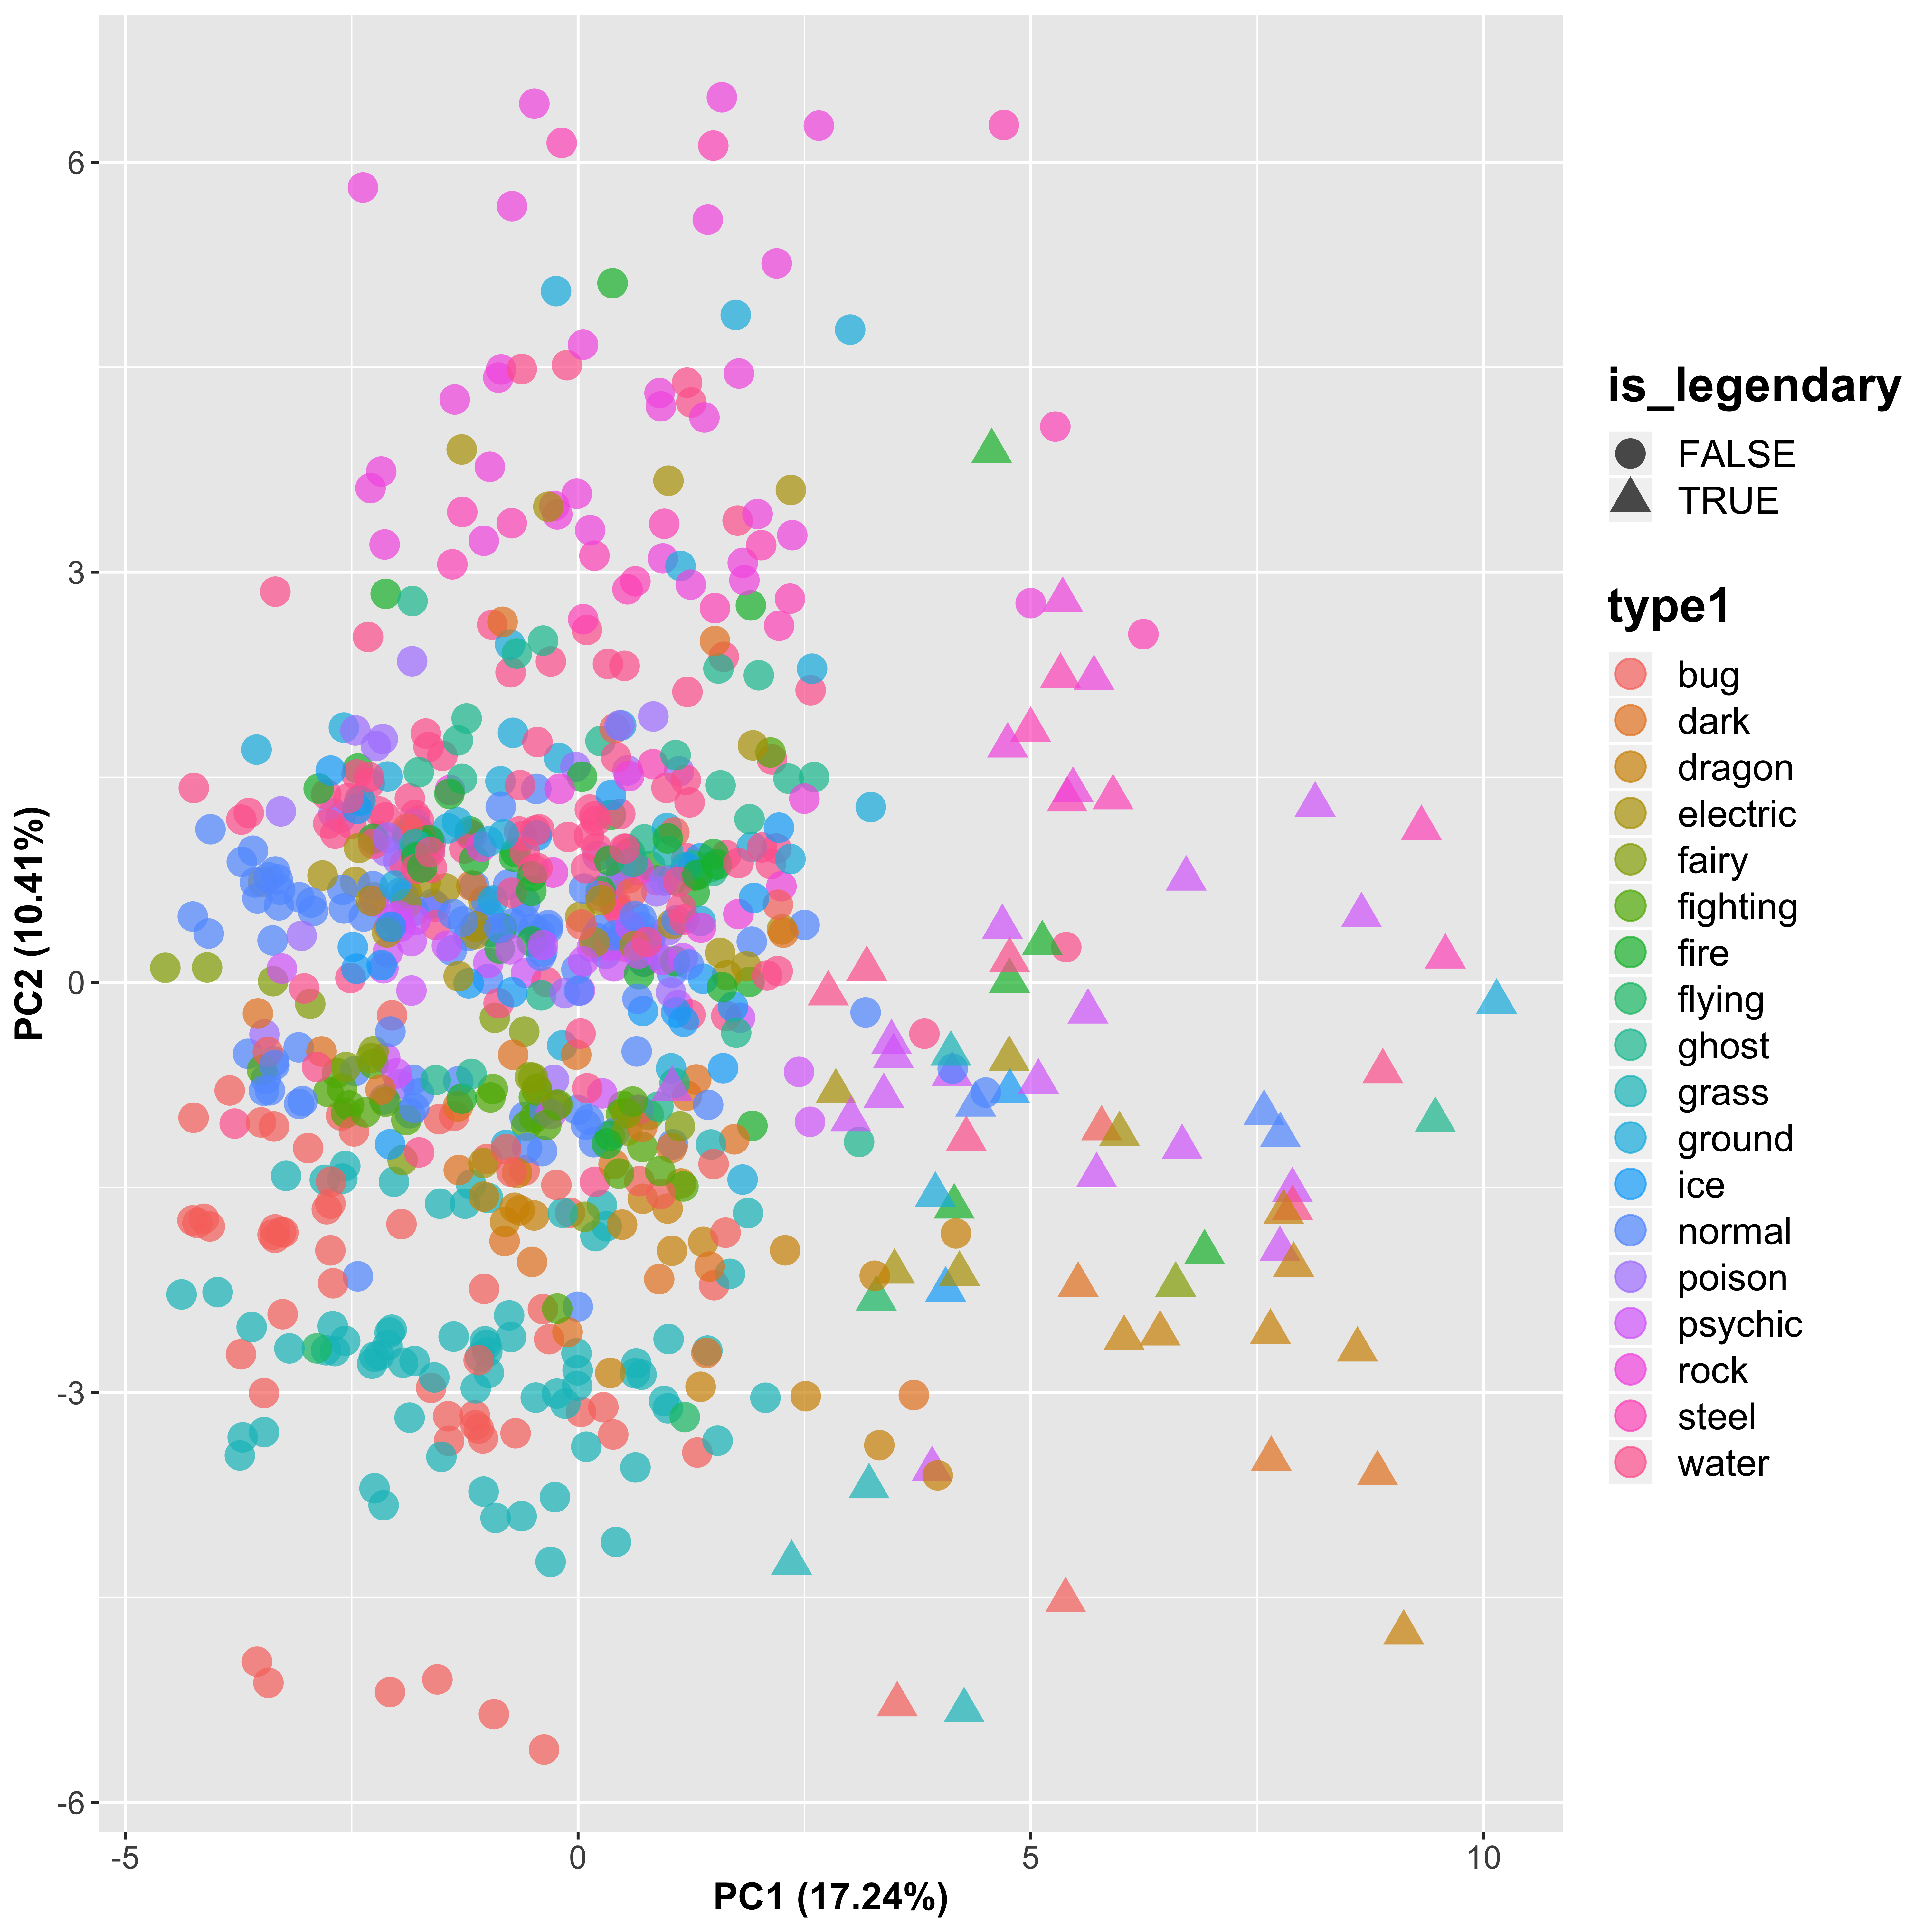 6
3
0
-3
-6
PC2 (10.41%)
-5
0
5
10
PC1 (17.24%)
is_legendary
FALSE
TRUE
type1
bug
dark
dragon
electric
fairy
fighting
fire
flying
ghost
grass
ground
ice
normal
poison
psychic
rock
steel
water